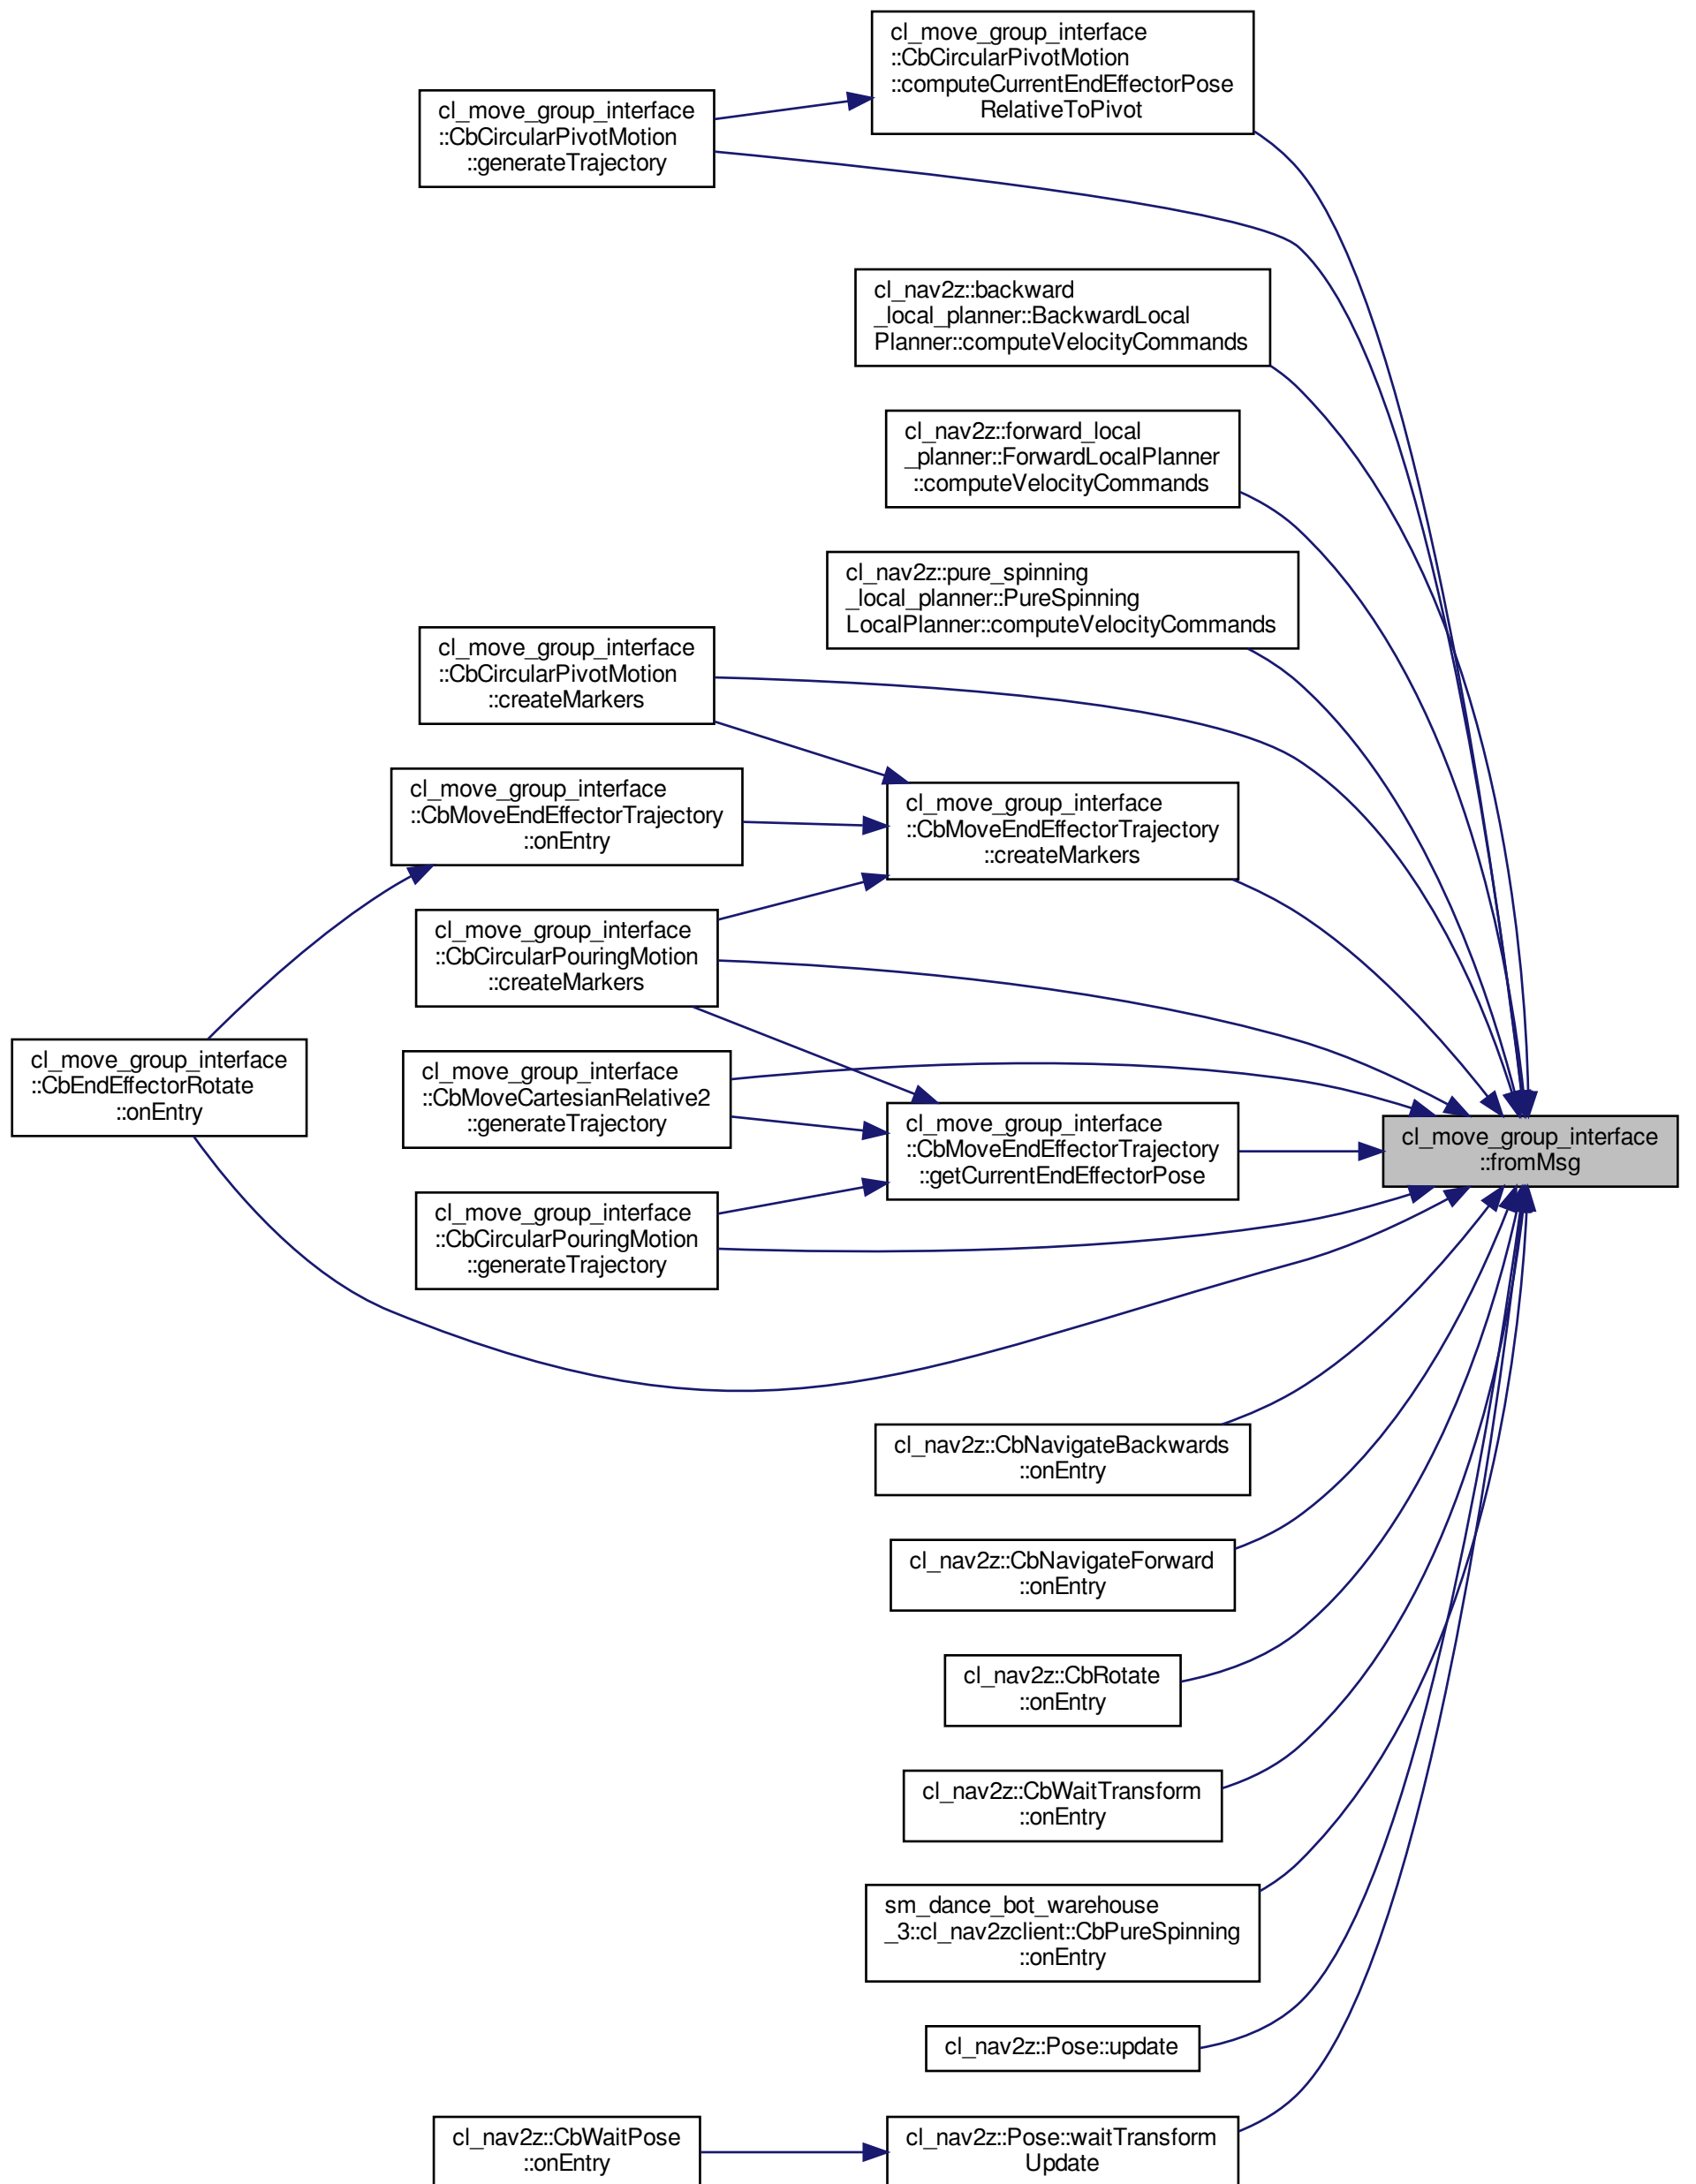 cl_move_group_interface
::CbCircularPivotMotion
::computeCurrentEndEffectorPose
RelativeToPivot
cl_move_group_interface
::CbCircularPivotMotion
::generateTrajectory
cl_nav2z::backward
_local_planner::BackwardLocal
Planner::computeVelocityCommands
cl_nav2z::forward_local
_planner::ForwardLocalPlanner
::computeVelocityCommands
cl_nav2z::pure_spinning
_local_planner::PureSpinning
LocalPlanner::computeVelocityCommands
cl_move_group_interface
::CbCircularPivotMotion
::createMarkers
cl_move_group_interface
::CbMoveEndEffectorTrajectory
::onEntry
cl_move_group_interface
::CbMoveEndEffectorTrajectory
::createMarkers
cl_move_group_interface
::CbCircularPouringMotion
::createMarkers
cl_move_group_interface
::CbEndEffectorRotate
::onEntry
cl_move_group_interface
::CbMoveCartesianRelative2
::generateTrajectory
cl_move_group_interface
::CbMoveEndEffectorTrajectory
::getCurrentEndEffectorPose
cl_move_group_interface
::fromMsg
cl_move_group_interface
::CbCircularPouringMotion
::generateTrajectory
cl_nav2z::CbNavigateBackwards
::onEntry
cl_nav2z::CbNavigateForward
::onEntry
cl_nav2z::CbRotate
::onEntry
cl_nav2z::CbWaitTransform
::onEntry
sm_dance_bot_warehouse
_3::cl_nav2zclient::CbPureSpinning
::onEntry
cl_nav2z::Pose::update
cl_nav2z::CbWaitPose
::onEntry
cl_nav2z::Pose::waitTransform
Update